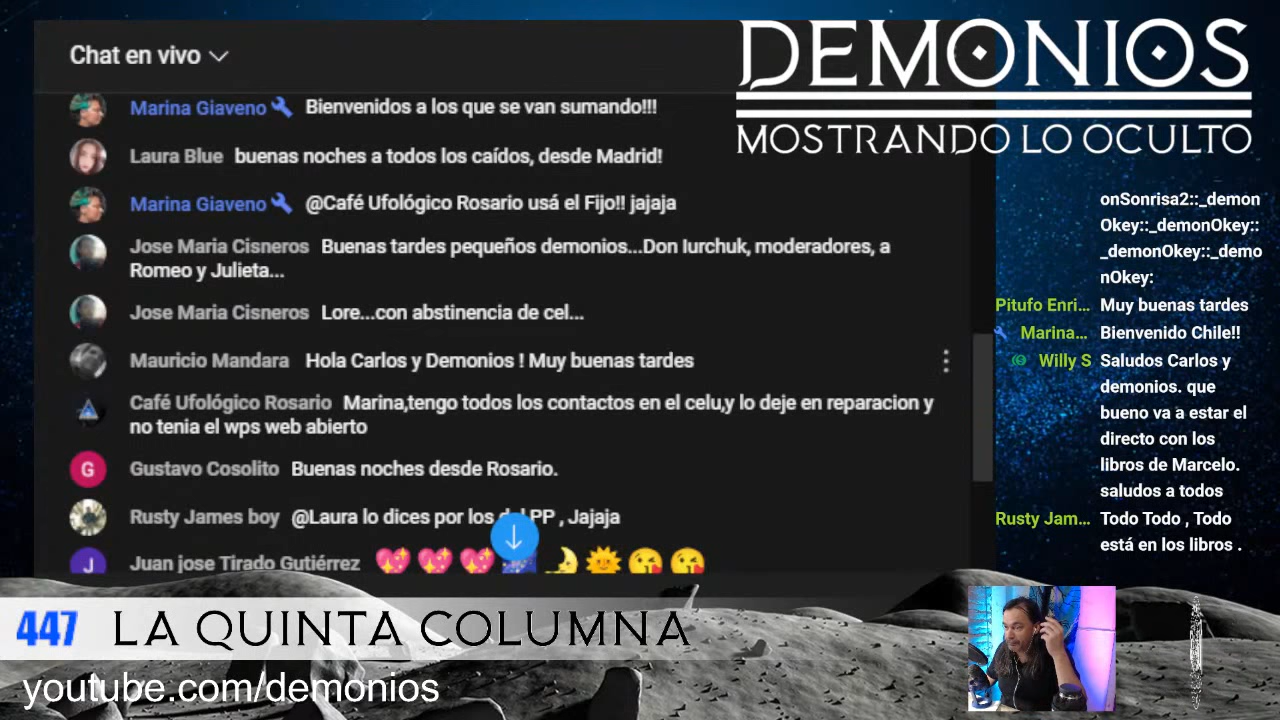 Chat en vivo
Marina Giaveno Bienvenidos a los que se van sumando!!!
Laura Blue buenas noches a todos los caídos, desde Madrid!
Marina Giaveno @Café Ufológico Rosario usá el Fijo!! jajaja
Jose Maria Cisneros Buenas tardes pequeños demonios...Don Iurchuk, moderadores, a
Romeo y Julieta...
Jose Maria Cisneros Lore...con abstinencia de cel...
Mauricio Mandara Hola Carlos y Demonios ! Muy buenas tardes
Café Ufológico Rosario Marina,tengo todos los contactos en el celu,y lo deje en reparacion y
no tenia el wps web abierto
G Gustavo Cosolito Buenas noches desde Rosario.
Rusty James boy @Laura lo dices por los PP , Jajaja
J Juan jose Tirado Gutiérrez
DEMONIOS
MOSTRANDO LO OCULTO
onSonrisa2::_demon
Okey::_demonOkey::
_demonOkey::_demo
nOkey:
Pitufo Enri... Muy buenas tardes
Marina... Bienvenido Chile!!
Willy S Saludos Carlos y
demonios. que
bueno va a estar el
directo con los
libros de Marcelo.
saludos a todos
Rusty Jam... Todo Todo , Todo
está en los libros .
447 LA QUINTA COLUMNA
youtube.com/demonios